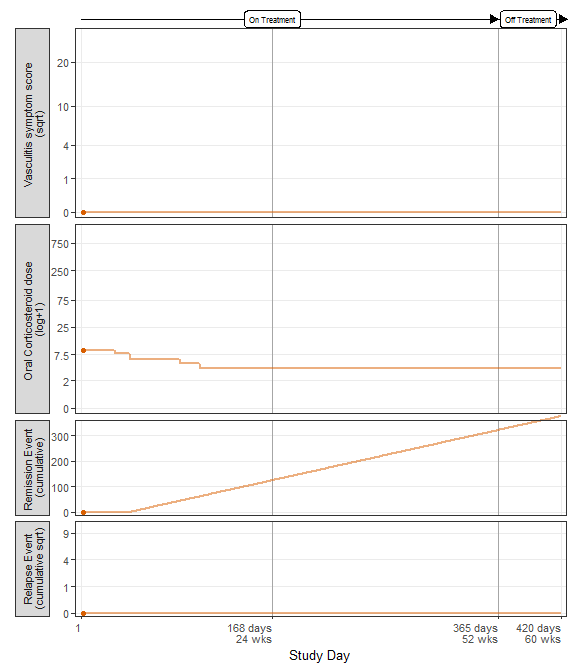 On Treatment
Off Treatment
Vasculitis symptom score
(sqrt)
20
10
4
1
0
Oral Corticosteroid dose
(log+1)
750
250
75
25
7.5
2
0
Remission Event
(cumulative)
300
200
100
0
Relapse Event
(cumulative sqrt)
9
4
1
0
1
168 days
24 wks
365 days
52 wks
420 days
60 wks
Study Day